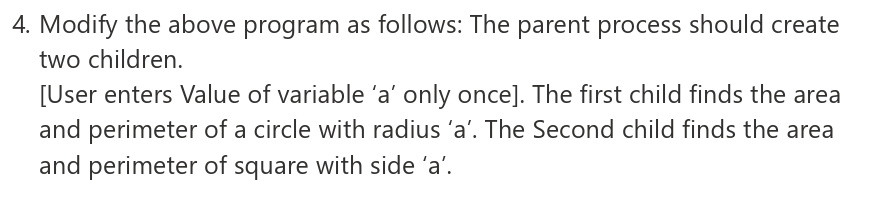 4. Modify the above program as follows: The parent process should create
two children.
[User enters Value of variable ‘a’ only once]. The first child finds the area
and perimeter of a circle with radius ‘a’. The Second child finds the area
and perimeter of square with side ‘a’.